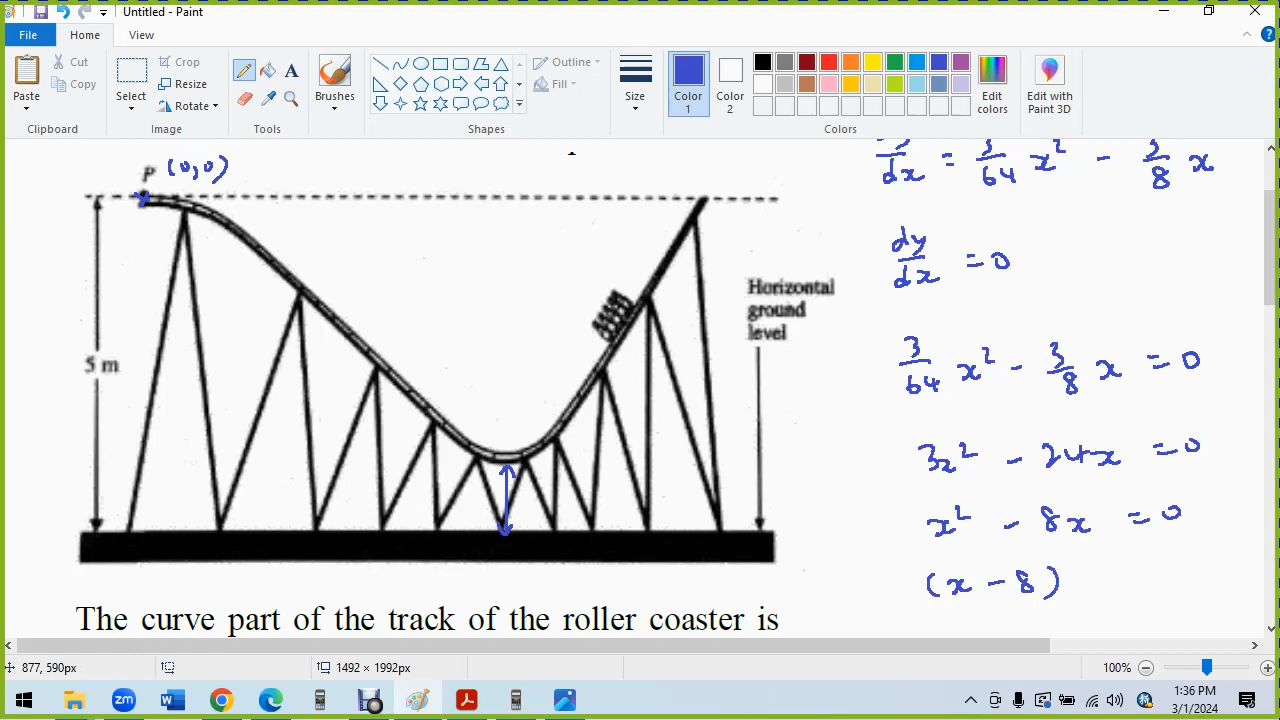 Untitled - Paint
File Home View
Paste Cut Copy Clipboard
Select Crop Resize Rotate Image
A Tools
Brushes
Outline Fill Shapes
Size
Color 1 Color 2 Edit colors Colors
Edit with Paint 3D
P (0,0)
5 m
Horizontal
ground
level
The curve part of the track of the roller coaster is
dy/dx = 3/64 x² - 3/8 x
dy/dx = 0
3/64 x² - 3/8 x = 0
3x² - 24x = 0
x² - 8x = 0
(x - 8)
877, 590px 1492 × 1992px 100%
zm W
1:36 PM
3/1/2024